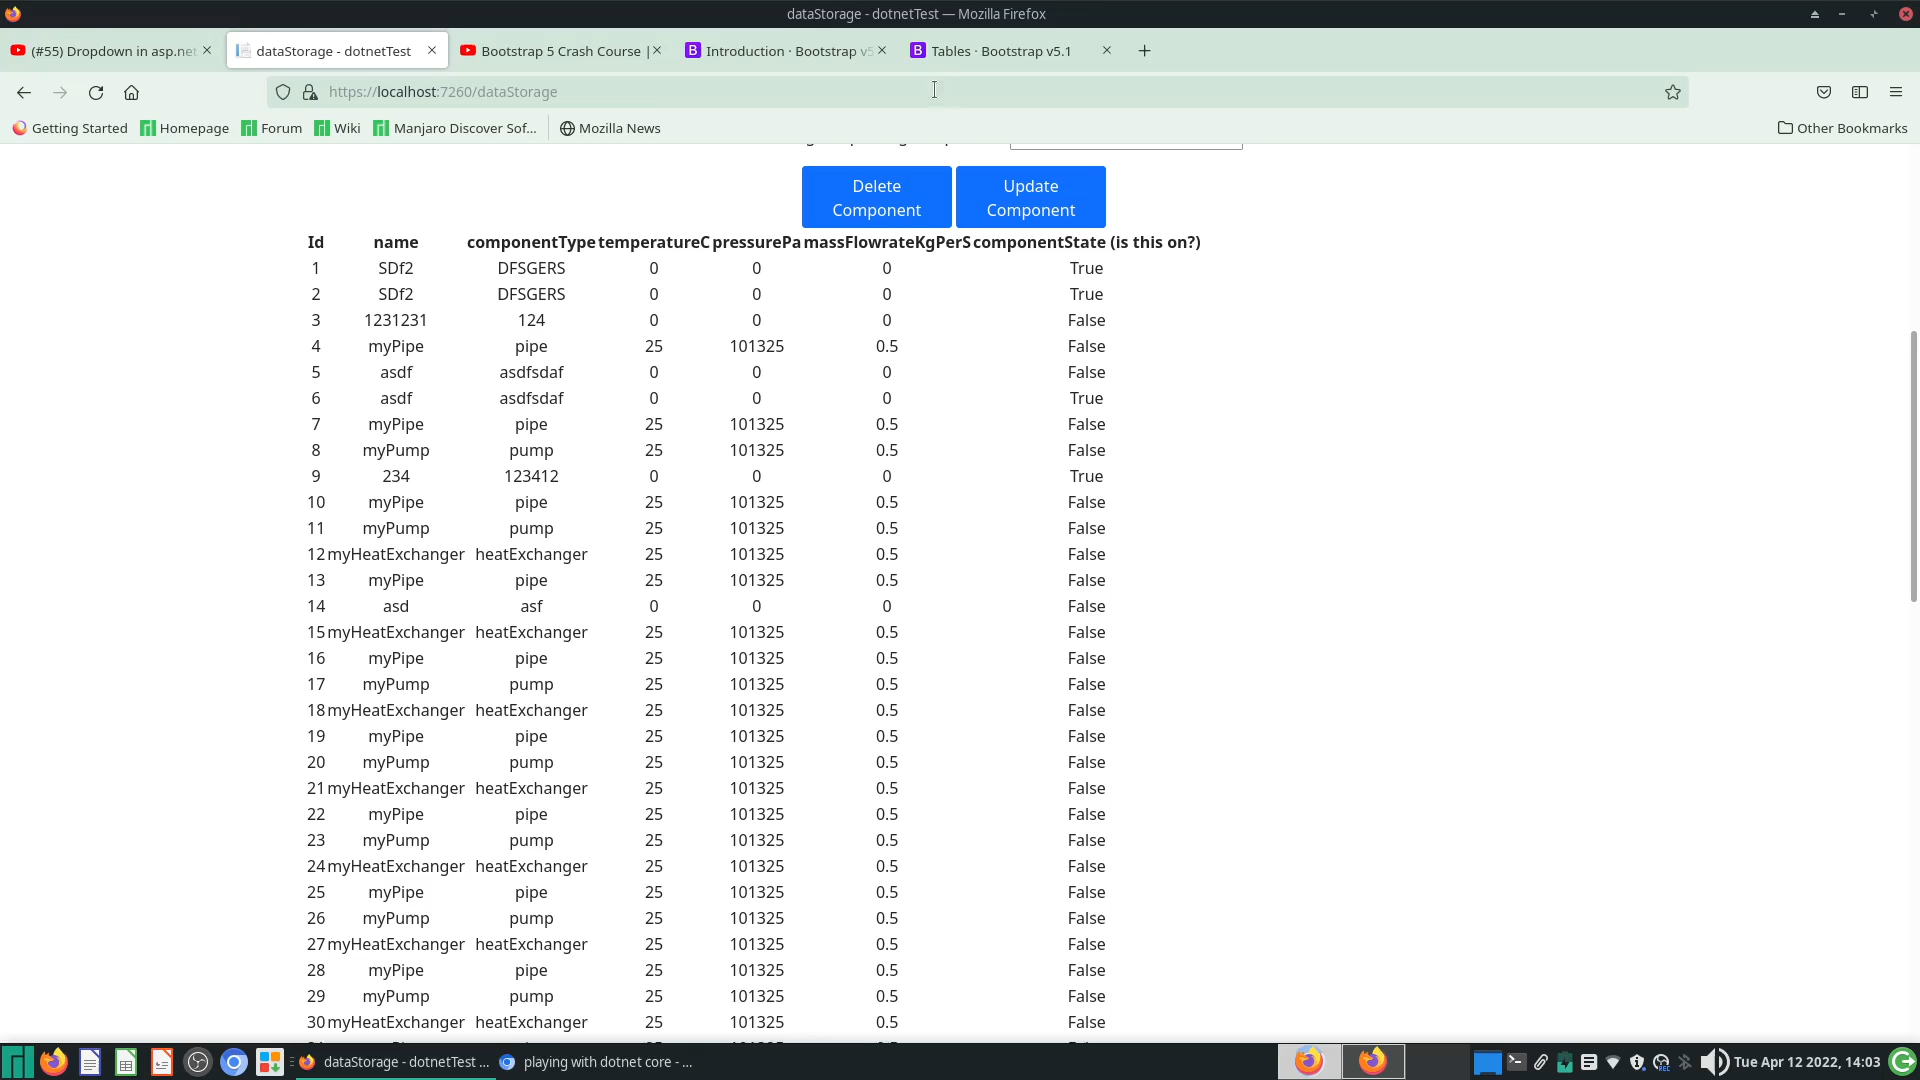 dataStorage - dotnetTest — Mozilla Firefox
(#55) Dropdown in asp.net
dataStorage - dotnetTest
Bootstrap 5 Crash Course |
Introduction · Bootstrap v5
Tables · Bootstrap v5.1
https://localhost:7260/dataStorage
Getting Started Homepage Forum Wiki Manjaro Discover Sof... Mozilla News Other Bookmarks
Delete Component
Update Component
Id name componentType temperatureC pressurePa massFlowrateKgPerS componentState (is this on?)
1 SDf2 DFSGERS 0 0 0 True
2 SDf2 DFSGERS 0 0 0 True
3 1231231 124 0 0 0 False
4 myPipe pipe 25 101325 0.5 False
5 asdf asdfsdaf 0 0 0 False
6 asdf asdfsdaf 0 0 0 True
7 myPipe pipe 25 101325 0.5 False
8 myPump pump 25 101325 0.5 False
9 234 123412 0 0 0 True
10 myPipe pipe 25 101325 0.5 False
11 myPump pump 25 101325 0.5 False
12 myHeatExchanger heatExchanger 25 101325 0.5 False
13 myPipe pipe 25 101325 0.5 False
14 asd asf 0 0 0 False
15 myHeatExchanger heatExchanger 25 101325 0.5 False
16 myPipe pipe 25 101325 0.5 False
17 myPump pump 25 101325 0.5 False
18 myHeatExchanger heatExchanger 25 101325 0.5 False
19 myPipe pipe 25 101325 0.5 False
20 myPump pump 25 101325 0.5 False
21 myHeatExchanger heatExchanger 25 101325 0.5 False
22 myPipe pipe 25 101325 0.5 False
23 myPump pump 25 101325 0.5 False
24 myHeatExchanger heatExchanger 25 101325 0.5 False
25 myPipe pipe 25 101325 0.5 False
26 myPump pump 25 101325 0.5 False
27 myHeatExchanger heatExchanger 25 101325 0.5 False
28 myPipe pipe 25 101325 0.5 False
29 myPump pump 25 101325 0.5 False
30 myHeatExchanger heatExchanger 25 101325 0.5 False
dataStorage - dotnetTest ...
playing with dotnet core - ...
Tue Apr 12 2022, 14:03